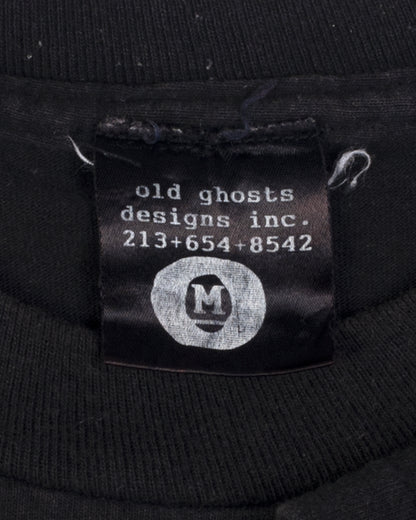 old ghosts
designs inc.
213+654+8542
M